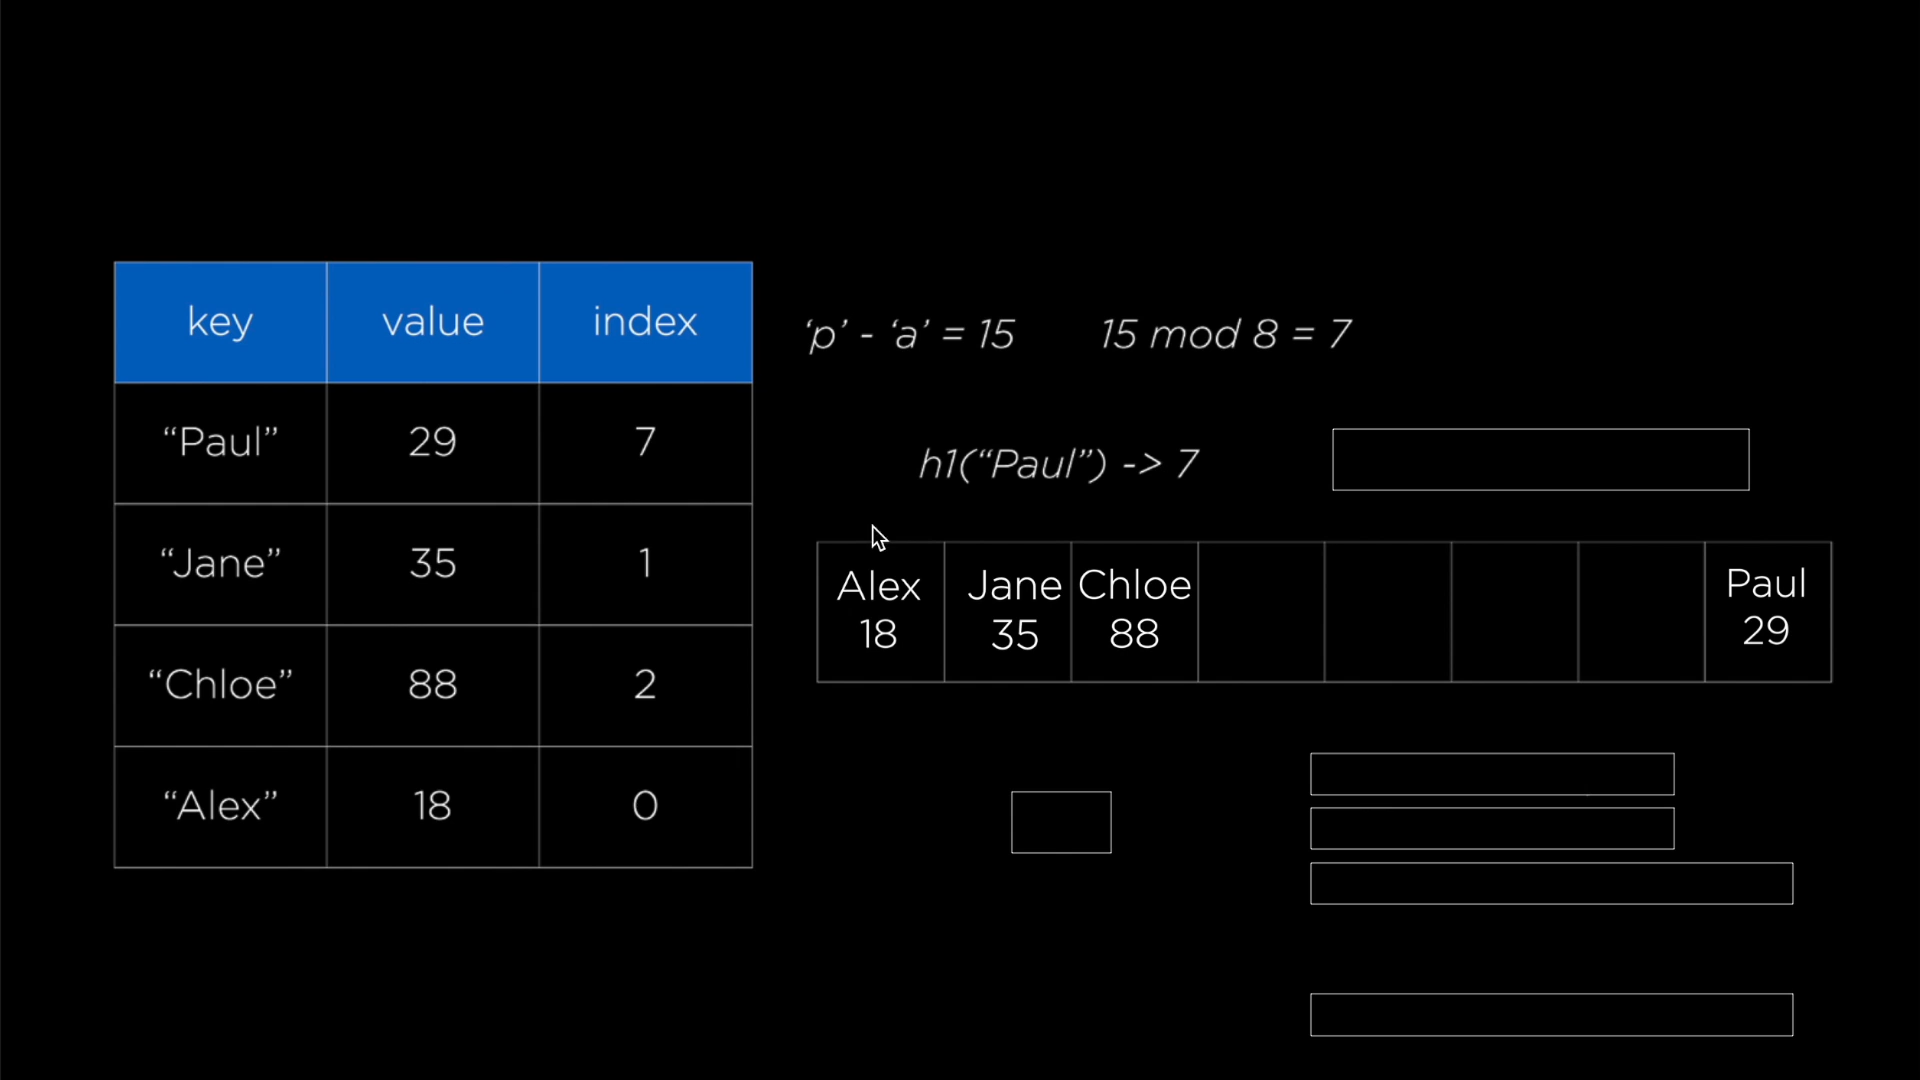 key value index
“Paul” 29 7
“Jane” 35 1
“Chloe” 88 2
“Alex” 18 0
‘p’ - ‘a’ = 15 15 mod 8 = 7
h1(“Paul”) -> 7
Alex Jane Chloe Paul
18 35 88 29